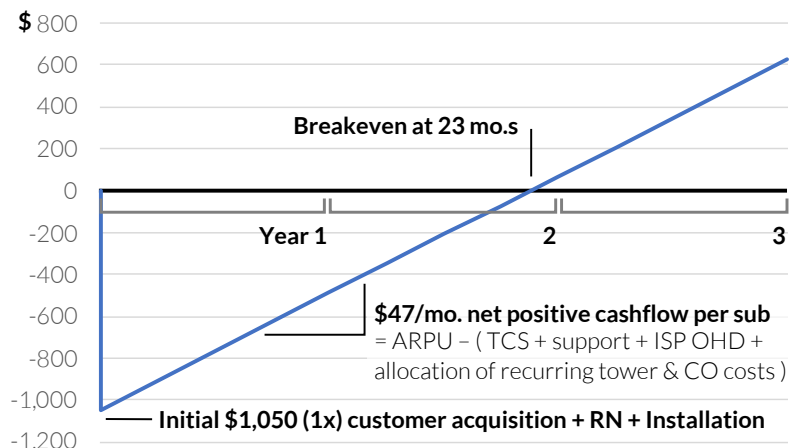 $ 800
600
400
Breakeven at 23 mo.s
200
0
Year 1
2
3
-200
-400
$47/mo. net positive cashflow per sub
-600
= ARPU – ( TCS + support + ISP OHD +
-800
allocation of recurring tower & CO costs )
-1,000
Initial $1,050 (1x) customer acquisition + RN + Installation
-1,200